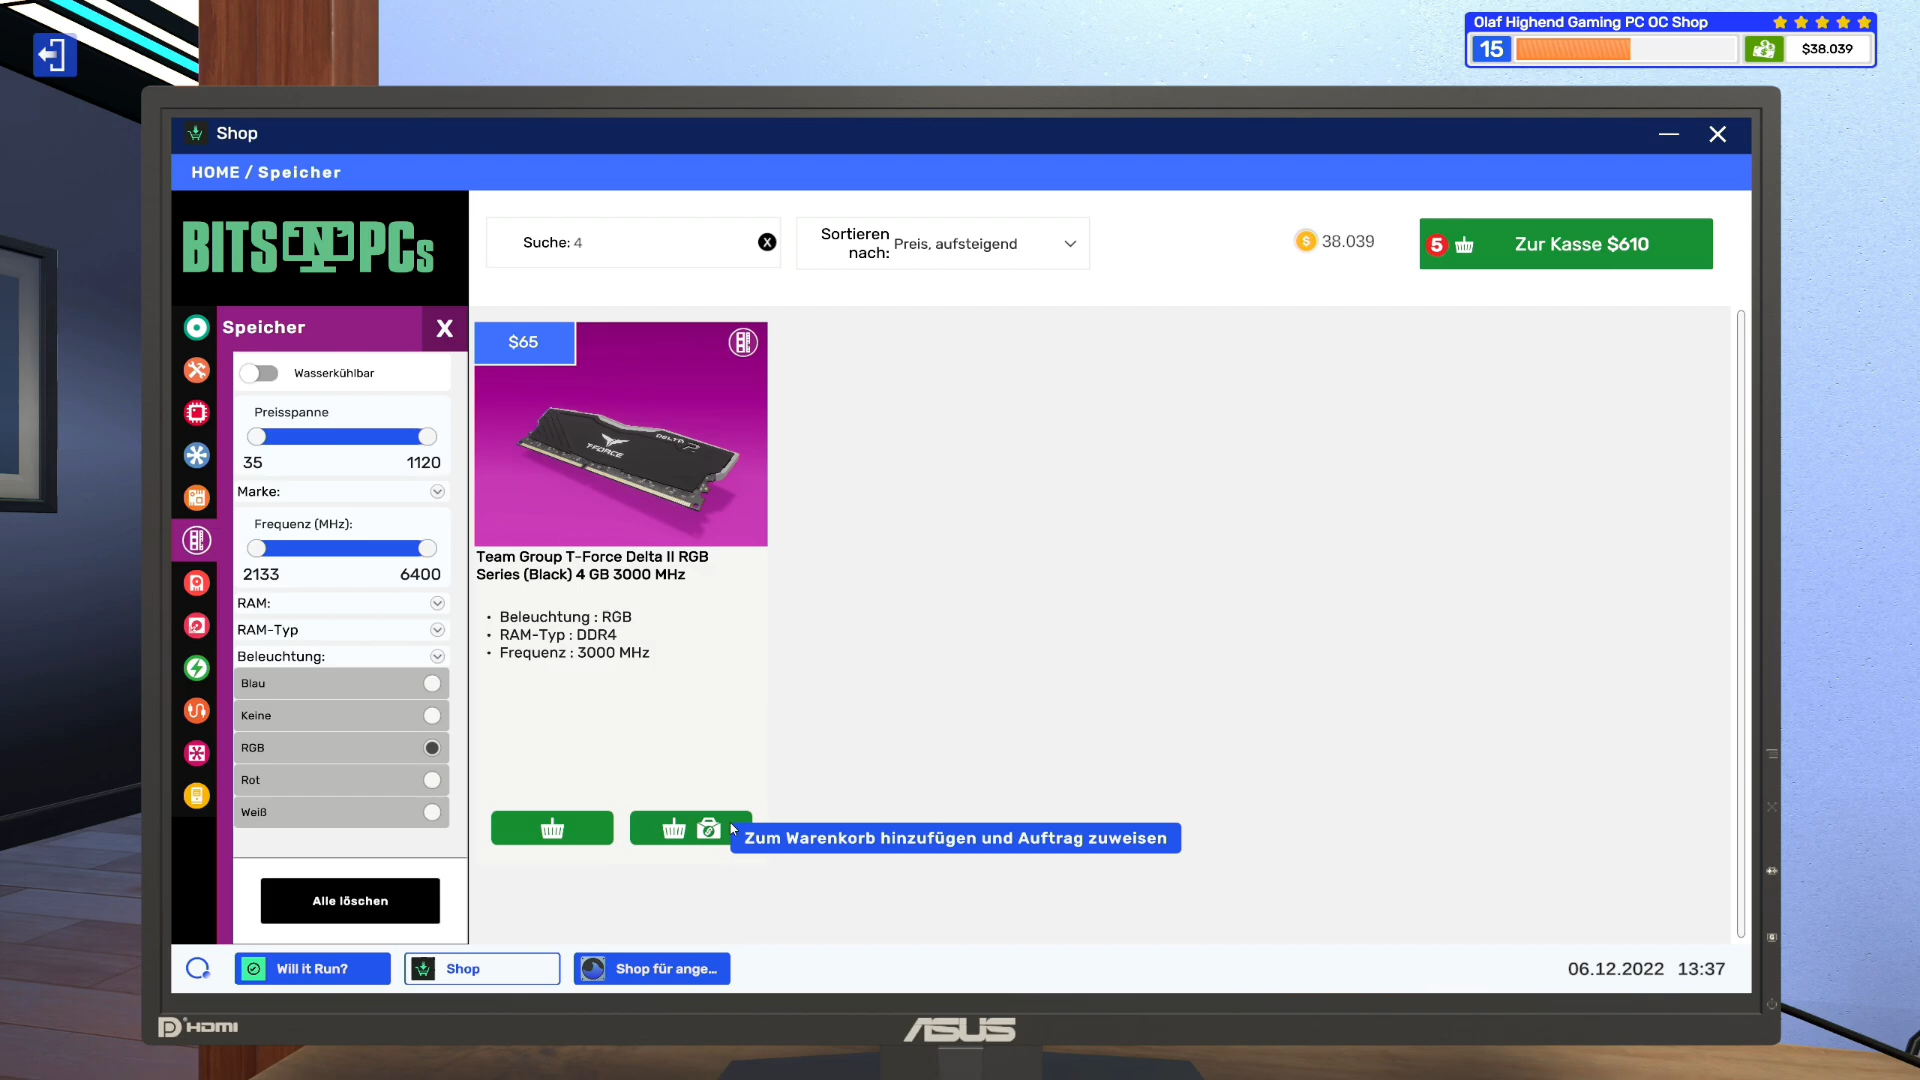 Olaf Highend Gaming PC OC Shop
15
$38.039
Shop
HOME / Speicher
BITS'N'PCs
Suche: 4
X
Sortieren nach:
Preis, aufsteigend
$ 38.039
5
Zur Kasse $610
Speicher
X
Wasserkühlbar
Preisspanne
35
1120
Marke:
Frequenz (MHz):
2133
6400
RAM:
RAM-Typ
Beleuchtung:
Blau
Keine
RGB
Rot
Weiß
Alle löschen
$65
T-FORCE
DELTA
Team Group T-Force Delta II RGB
Series (Black) 4 GB 3000 MHz
• Beleuchtung : RGB
• RAM-Typ : DDR4
• Frequenz : 3000 MHz
Zum Warenkorb hinzufügen und Auftrag zuweisen
Will it Run?
Shop
Shop für ange...
06.12.2022 13:37
HDMI
ASUS